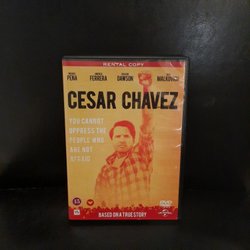 RENTAL COPY
PEÑA FERRERA DAWSON MALKOVICH
CESAR CHAVEZ
YOU CANNOT
OPPRESS THE
PEOPLE WHO
ARE NOT
AFRAID
DVD
BASED ON A TRUE STORY